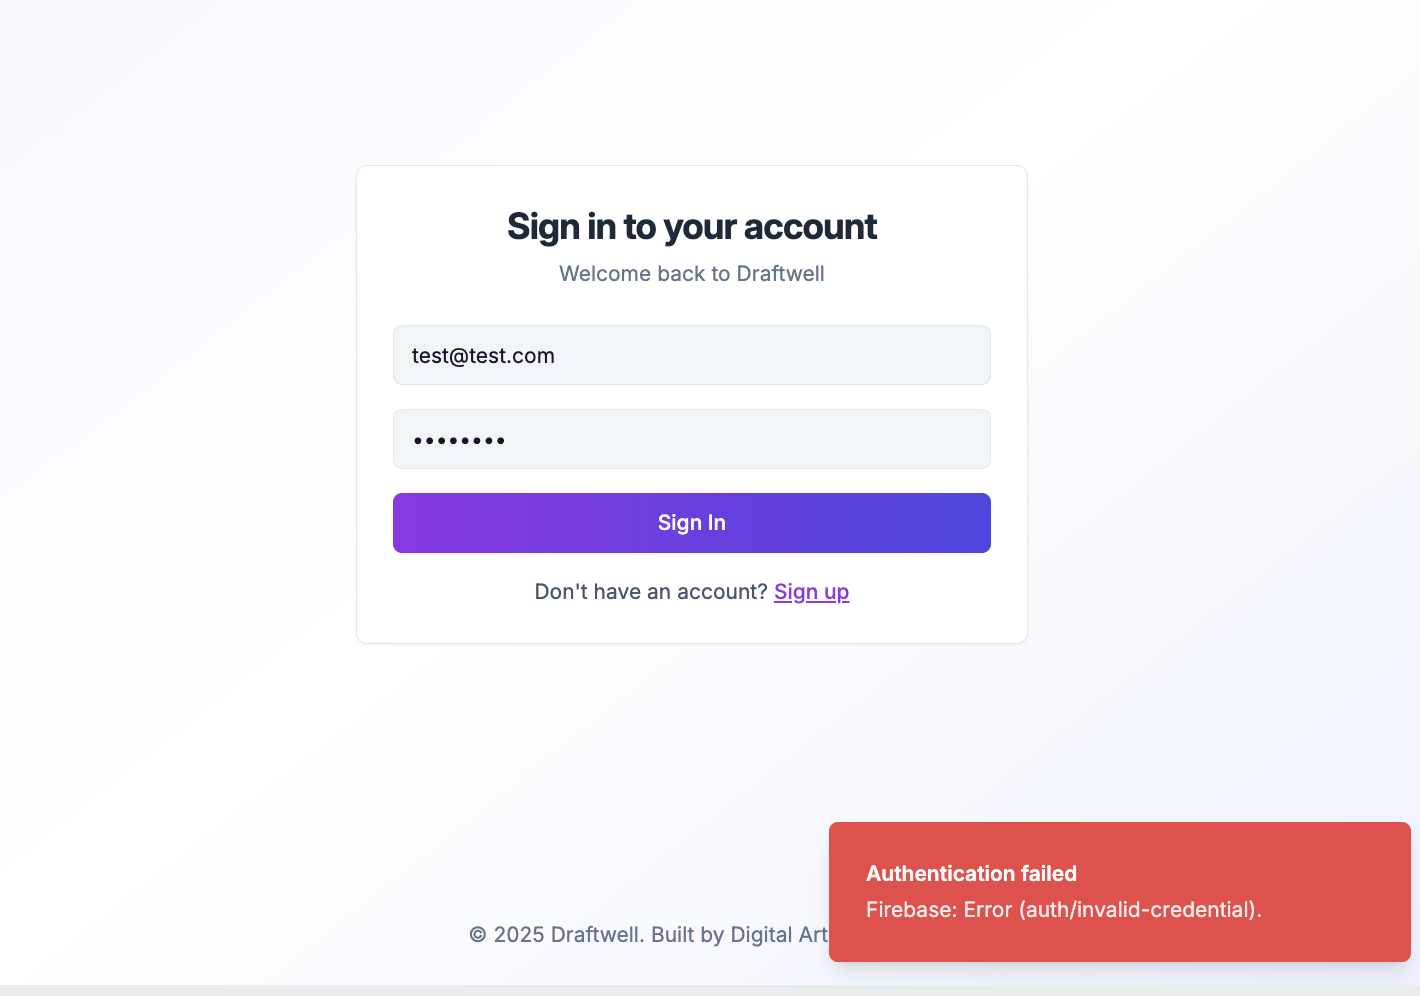 Sign in to your account
Welcome back to Draftwell
test@test.com
••••••••
Sign In
Don't have an account? Sign up
© 2025 Draftwell. Built by Digital Art
Authentication failed
Firebase: Error (auth/invalid-credential).